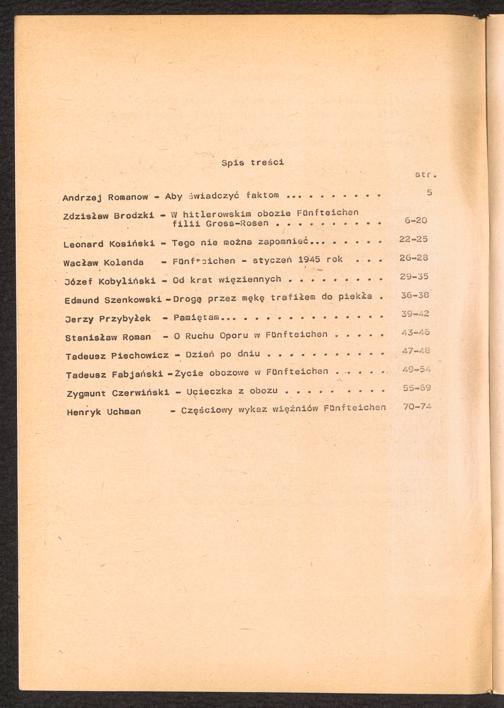 Spis treści
str.
Andrzej Romanow - Aby świadczyć faktom ... . . . . . . . . 5
Zdzisław Brodzki - W hitlerowskim obozie Fünfteichen
filii Gross-Rosen . . . . . . . . . . 6-20
Leonard Kosiński - Tego nie można zapomnieć... . . . . . . 22-25
Wacław Kolenda - Fünfteichen - styczeń 1945 rok . . . 26-28
Józef Kobyliński - Od krat więziennych . . . . . . . . . 29-35
Edmund Szenkowski - Drogą przez mękę trafiłem do piekła . 36-38
Jerzy Przybyłek - Pamiętam... . . . . . . . . . . . . . 39-42
Stanisław Roman - O Ruchu Oporu w Fünfteichen . . . . . 43-46
Tadeusz Piechowicz - Dzień po dniu . . . . . . . . . . . 47-48
Tadeusz Fabjański - Życie obozowe w Fünfteichen . . . . . 49-54
Zygmunt Czerwiński - Ucieczka z obozu . . . . . . . . . . 55-69
Henryk Uchman - Częściowy wykaz więźniów Fünfteichen 70-74